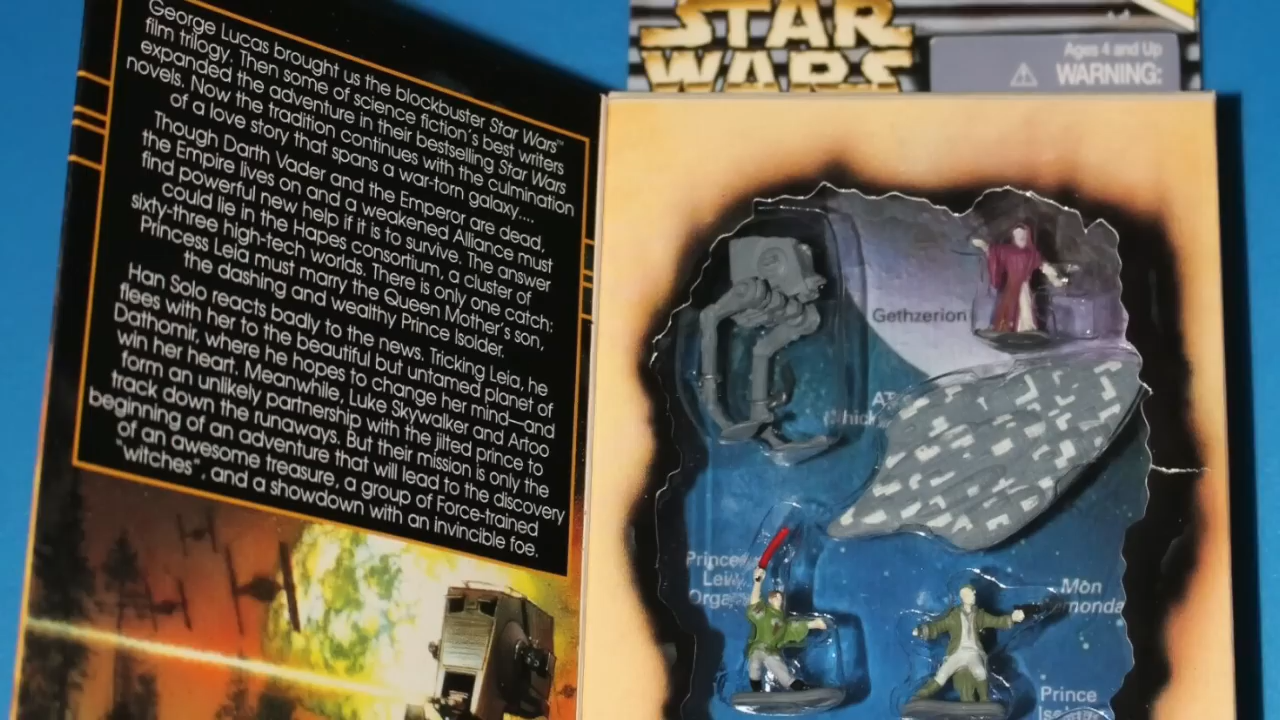 George Lucas brought us the blockbuster Star Wars™
film trilogy. Then some of science fiction's best writers
expanded the adventure in their bestselling Star Wars
novels. Now the tradition continues with the culmination
of a love story that spans a war-torn galaxy....
Though Darth Vader and the Emperor are dead,
the Empire lives on and a weakened Alliance must
find powerful new help if it is to survive. The answer
could lie in the Hapes consortium, a cluster of
sixty-three high-tech worlds. There is only one catch:
Princess Leia must marry the Queen Mother's son,
the dashing and wealthy Prince Isolder.
Han Solo reacts badly to the news. Tricking Leia, he
flees with her to the beautiful but untamed planet of
Dathomir, where he hopes to change her mind—and
win her heart. Meanwhile, Luke Skywalker and Artoo
form an unlikely partnership with the jilted prince to
track down the runaways. But their mission is only the
beginning of an adventure that will lead to the discovery
of an awesome treasure, a group of Force-trained
"witches", and a showdown with an invincible foe.
STAR
WARS
Ages 4 and Up
⚠ WARNING:
Gethzerion
Mon
Prince